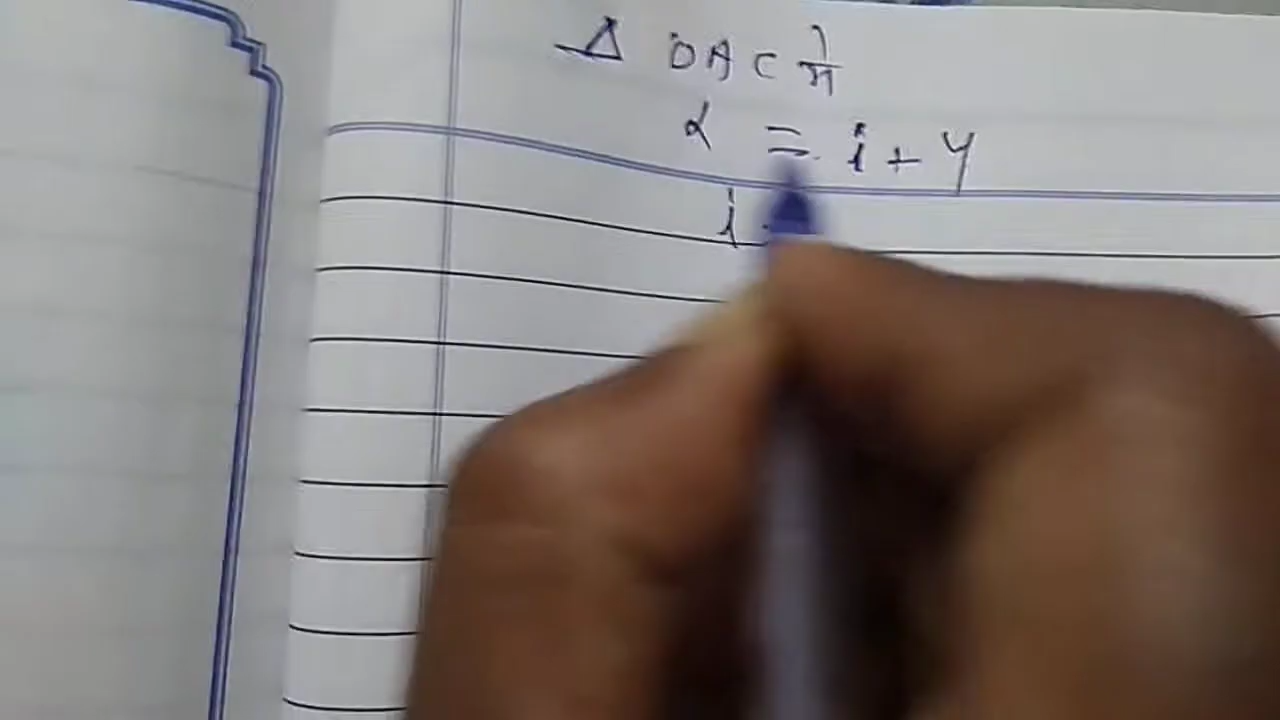 Δ OAC में
α = i + γ
i